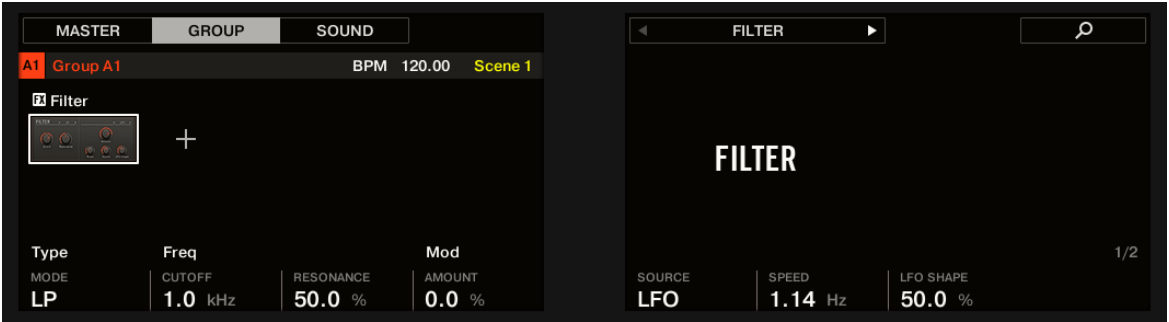 MASTER GROUP SOUND
A1 Group A1 BPM 120.00 Scene 1
FX Filter
FILTER
Type Freq Mod
MODE CUTOFF RESONANCE AMOUNT
LP 1.0 kHz 50.0 % 0.0 %
FILTER
FILTER
1/2
SOURCE SPEED LFO SHAPE
LFO 1.14 Hz 50.0 %